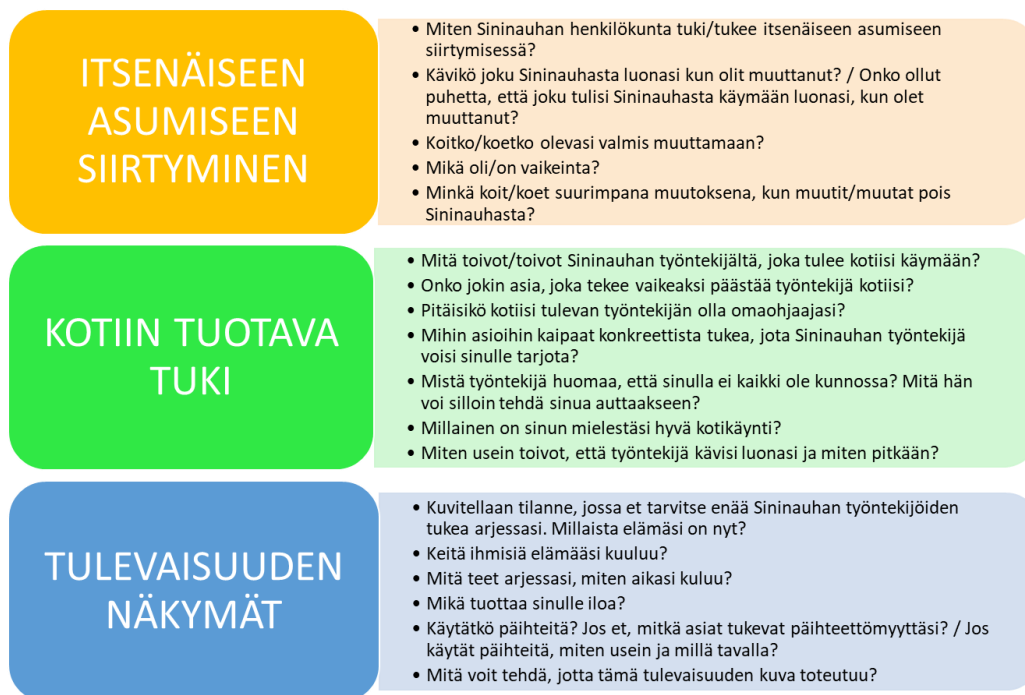 ITSENÄISEEN
ASUMISEEN
SIIRTYMINEN
• Miten Sininauhan henkilökunta tuki/tukee itsenäiseen asumiseen
siirtymisessä?
• Kävikö joku Sininauhasta luonasi kun olit muuttanut? / Onko ollut
puhetta, että joku tulisi Sininauhasta käymään luonasi, kun olet
muuttanut?
• Koitko/koetko olevasi valmis muuttamaan?
• Mikä oli/on vaikeinta?
• Minkä koit/koet suurimpana muutoksena, kun muutit/muutat pois
Sininauhasta?
KOTIIN TUOTAVA
TUKI
• Mitä toivot/toivot Sininauhan työntekijältä, joka tulee kotiisi käymään?
• Onko jokin asia, joka tekee vaikeaksi päästää työntekijä kotiisi?
• Pitäisikö kotiisi tulevan työntekijän olla omaohjaajasi?
• Mihin asioihin kaipaat konkreettista tukea, jota Sininauhan työntekijä
voisi sinulle tarjota?
• Mistä työntekijä huomaa, että sinulla ei kaikki ole kunnossa? Mitä hän
voi silloin tehdä sinua auttaakseen?
• Millainen on sinun mielestäsi hyvä kotikäynti?
• Miten usein toivot, että työntekijä kävisi luonasi ja miten pitkään?
TULEVAISUUDEN
NÄKYMÄT
• Kuvitellaan tilanne, jossa et tarvitse enää Sininauhan työntekijöiden
tukea arjessasi. Millaista elämäsi on nyt?
• Keitä ihmisiä elämääsi kuuluu?
• Mitä teet arjessasi, miten aikasi kuluu?
• Mikä tuottaa sinulle iloa?
• Käytätkö päihteitä? Jos et, mitkä asiat tukevat päihteettömyyttäsi? / Jos
käytät päihteitä, miten usein ja millä tavalla?
• Mitä voit tehdä, jotta tämä tulevaisuuden kuva toteutuu?